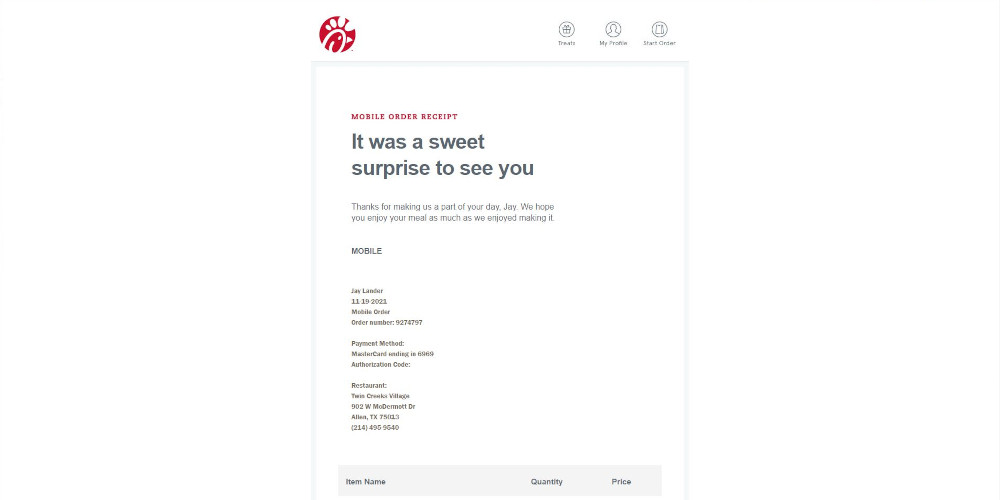 Treats My Profile Start Order
MOBILE ORDER RECEIPT
It was a sweet
surprise to see you
Thanks for making us a part of your day, Jay. We hope
you enjoy your meal as much as we enjoyed making it.
MOBILE
Jay Lander
11-19-2021
Mobile Order
Order number: 9274797
Payment Method:
MasterCard ending in 6969
Authorization Code:
Restaurant:
Twin Creeks Village
902 W McDermott Dr
Allen, TX 75013
(214) 495-9540
Item Name Quantity Price